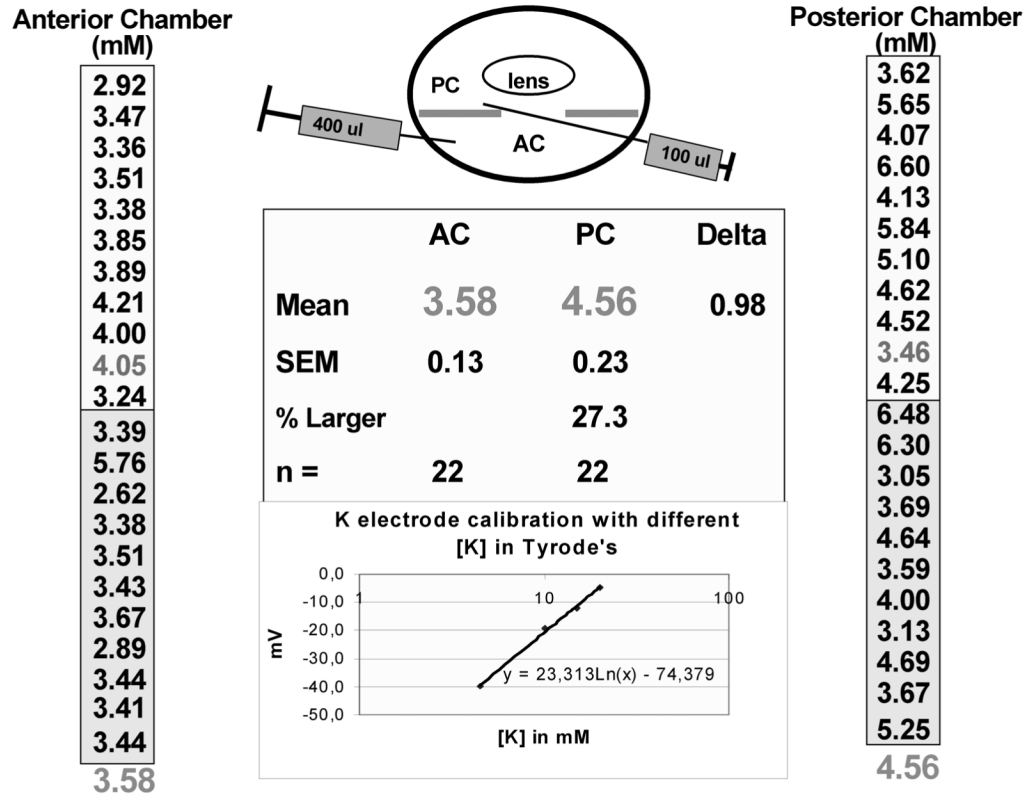 Anterior Chamber
(mM)
2.92
3.47
3.36
3.51
3.38
3.85
3.89
4.21
4.00
4.05
3.24
3.39
5.76
2.62
3.38
3.51
3.43
3.67
2.89
3.44
3.41
3.44
3.58
PC
lens
400 ul
AC
100 ul
AC PC Delta
Mean 3.58 4.56 0.98
SEM 0.13 0.23
% Larger 27.3
n = 22 22
K electrode calibration with different
[K] in Tyrode's
0,0
1 10 100
-10,0
-20,0
-30,0
-40,0
-50,0
mV
y = 23,313Ln(x) - 74,379
[K] in mM
Posterior Chamber
(mM)
3.62
5.65
4.07
6.60
4.13
5.84
5.10
4.62
4.52
3.46
4.25
6.48
6.30
3.05
3.69
4.64
3.59
4.00
3.13
4.69
3.67
5.25
4.56